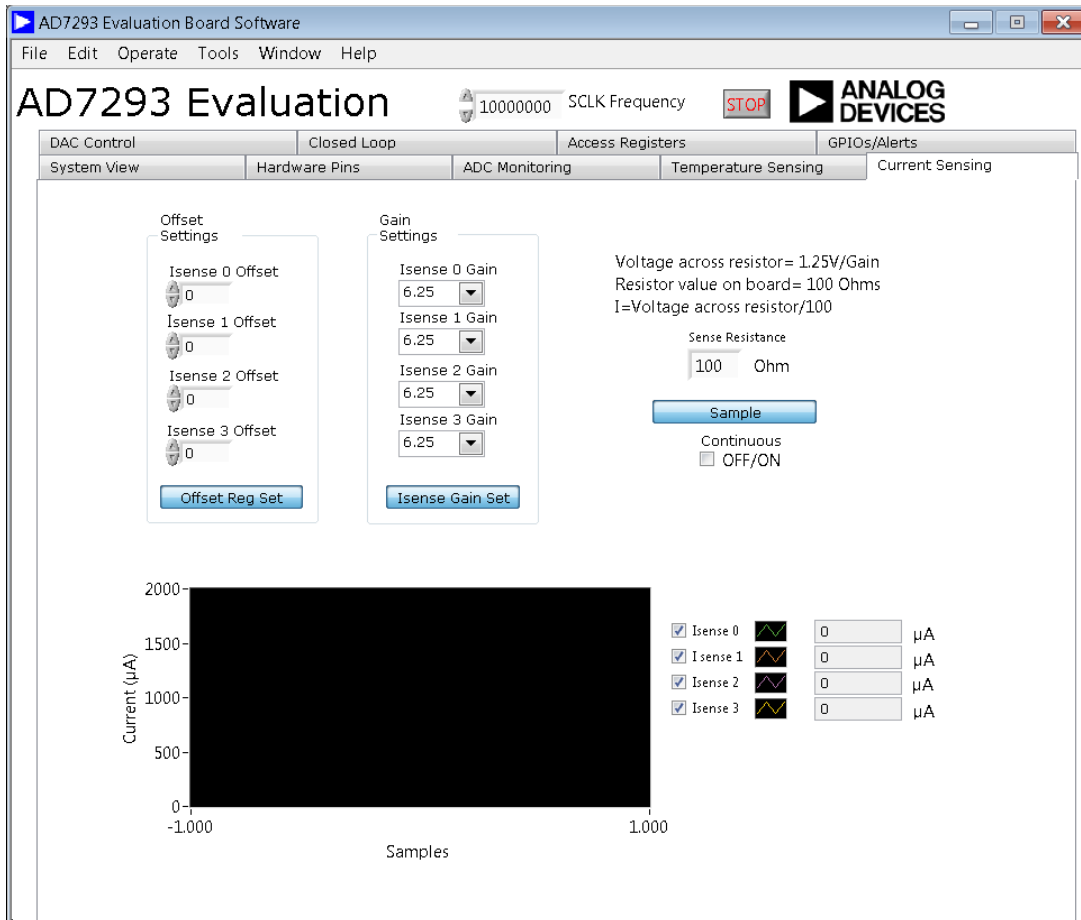 AD7293 Evaluation Board Software
File Edit Operate Tools Window Help
AD7293 Evaluation
10000000 SCLK Frequency
STOP
ANALOG
DEVICES
DAC Control Closed Loop Access Registers GPIOs/Alerts
System View Hardware Pins ADC Monitoring Temperature Sensing Current Sensing
Offset
Settings
Isense 0 Offset
0
Isense 1 Offset
0
Isense 2 Offset
0
Isense 3 Offset
0
Offset Reg Set
Gain
Settings
Isense 0 Gain
6.25
Isense 1 Gain
6.25
Isense 2 Gain
6.25
Isense 3 Gain
6.25
Isense Gain Set
Voltage across resistor= 1.25V/Gain
Resistor value on board= 100 Ohms
I=Voltage across resistor/100
Sense Resistance
100 Ohm
Sample
Continuous
OFF/ON
Current (µA)
2000
1500
1000
500
0
-1.000 1.000
Samples
Isense 0 0 µA
I sense 1 0 µA
Isense 2 0 µA
Isense 3 0 µA